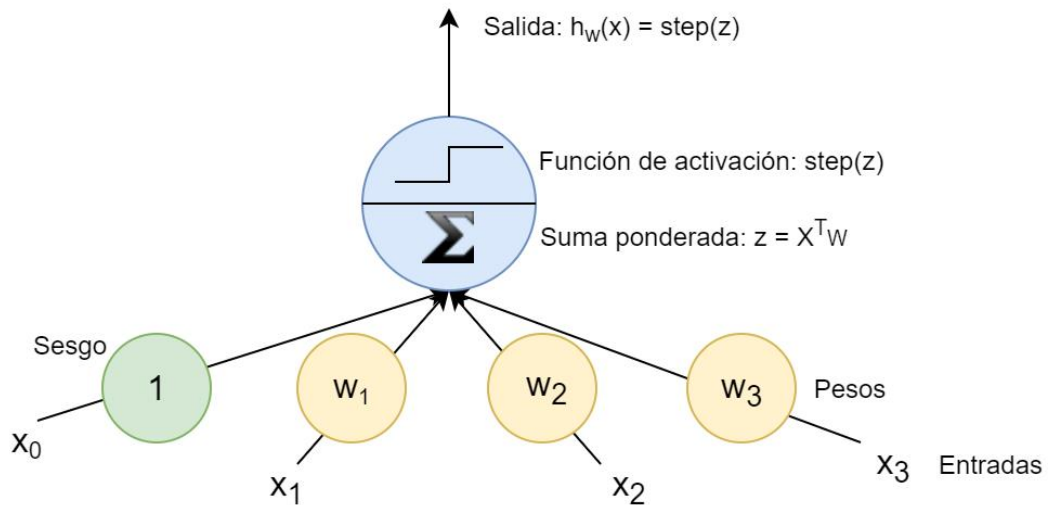 Salida: hw(x) = step(z)
Función de activación: step(z)
Σ
Suma ponderada: z = XᵀW
Sesgo
1
w₁
w₂
w₃
Pesos
x₀
x₁
x₂
x₃
Entradas